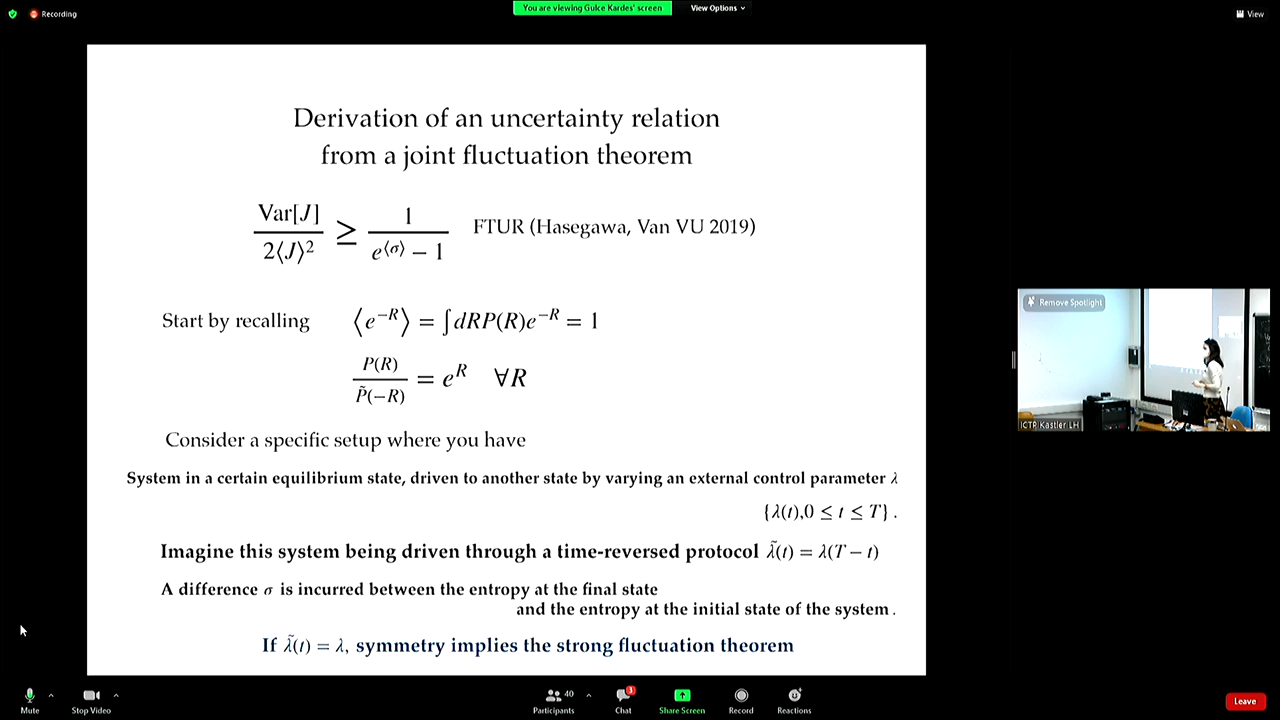 Recording
You are viewing Gulce Kardes' screen
View Options
View
Derivation of an uncertainty relation
from a joint fluctuation theorem
Var[J] / 2⟨J⟩² ≥ 1 / e^⟨σ⟩ − 1 FTUR (Hasegawa, Van VU 2019)
Start by recalling ⟨e^−R⟩ = ∫dRP(R)e^−R = 1
P(R) / P̃(−R) = e^R ∀R
Consider a specific setup where you have
System in a certain equilibrium state, driven to another state by varying an external control parameter λ
{λ(t),0 ≤ t ≤ T} .
Imagine this system being driven through a time-reversed protocol λ̃(t) = λ(T − t)
A difference σ is incurred between the entropy at the final state
and the entropy at the initial state of the system .
If λ̃(t) = λ, symmetry implies the strong fluctuation theorem
Remove Spotlight
ICTP Kastler LH
Mute
Stop Video
40
Participants
3
Chat
Share Screen
Record
Reactions
Leave